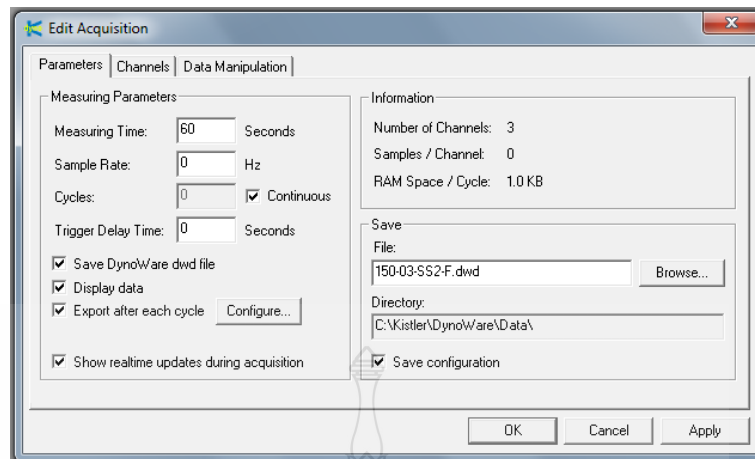 Edit Acquisition
Parameters Channels Data Manipulation
Measuring Parameters
Measuring Time: 60 Seconds
Sample Rate: 0 Hz
Cycles: 0 Continuous
Trigger Delay Time: 0 Seconds
Save DynoWare dwd file
Display data
Export after each cycle Configure...
Show realtime updates during acquisition
Information
Number of Channels: 3
Samples / Channel: 0
RAM Space / Cycle: 1.0 KB
Save
File:
150-03-SS2-F.dwd Browse...
Directory:
C:\Kistler\DynoWare\Data\
Save configuration
OK Cancel Apply